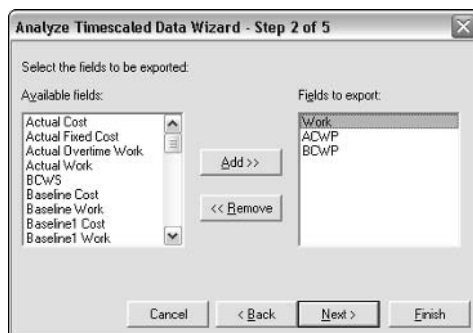 Analyze Timescaled Data Wizard - Step 2 of 5
Select the fields to be exported:
Available fields:
Actual Cost
Actual Fixed Cost
Actual Overtime Work
Actual Work
BCWS
Baseline Cost
Baseline Work
Baseline1 Cost
Baseline1 Work
Add >>
<< Remove
Fields to export:
Work
ACWP
BCWP
Cancel
< Back
Next >
Finish